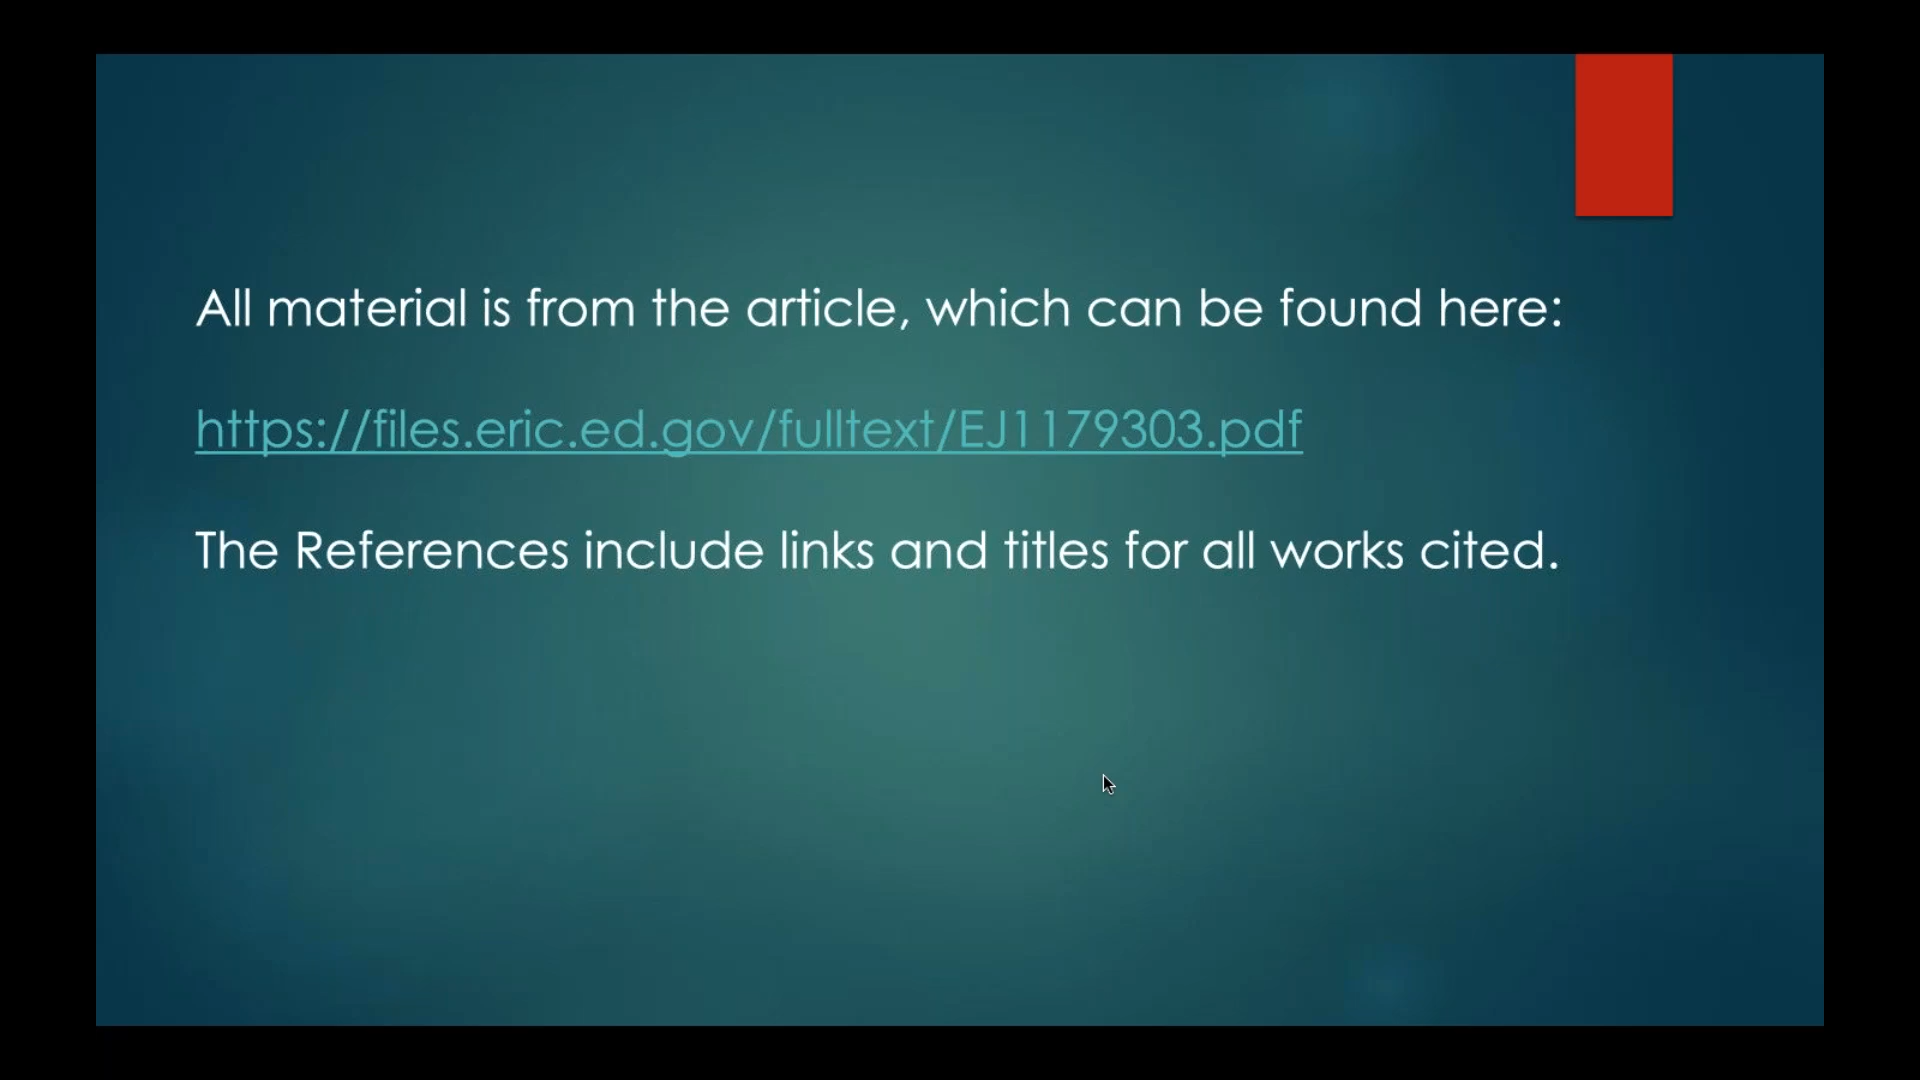 All material is from the article, which can be found here:
https://files.eric.ed.gov/fulltext/EJ1179303.pdf
The References include links and titles for all works cited.